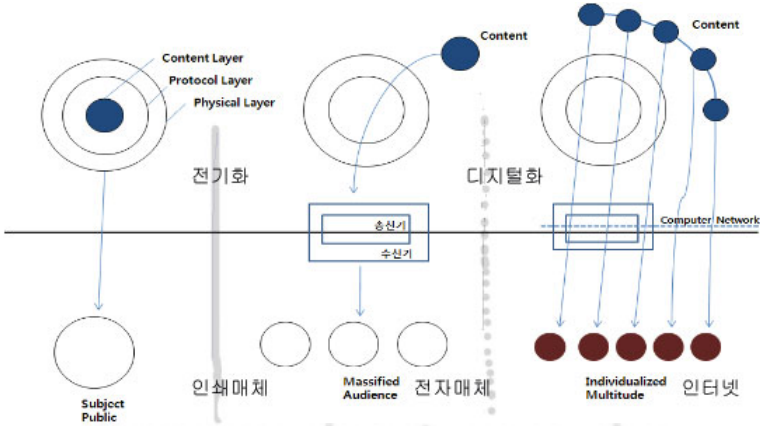 Content Layer
Protocol Layer
Physical Layer
Content
Content
전기화
디지털화
송신기
수신기
Computer Network
Subject
Public
인쇄매체
Massified
Audience
전자매체
Individualized
Multitude
인터넷